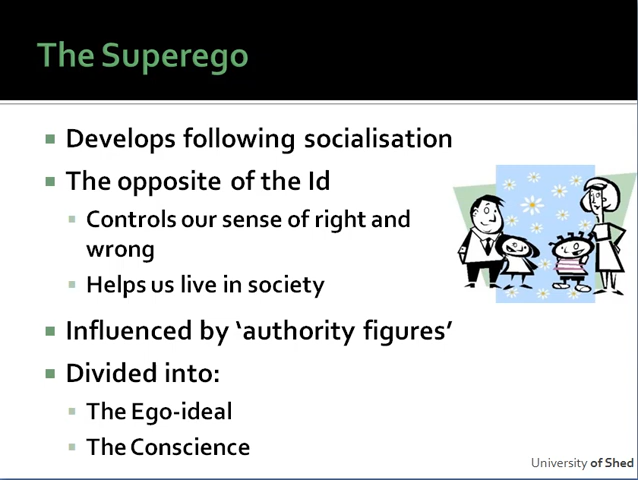 The Superego
Develops following socialisation
The opposite of the Id
Controls our sense of right and
wrong
Helps us live in society
Influenced by ‘authority figures’
Divided into:
The Ego-ideal
The Conscience
University of Shed